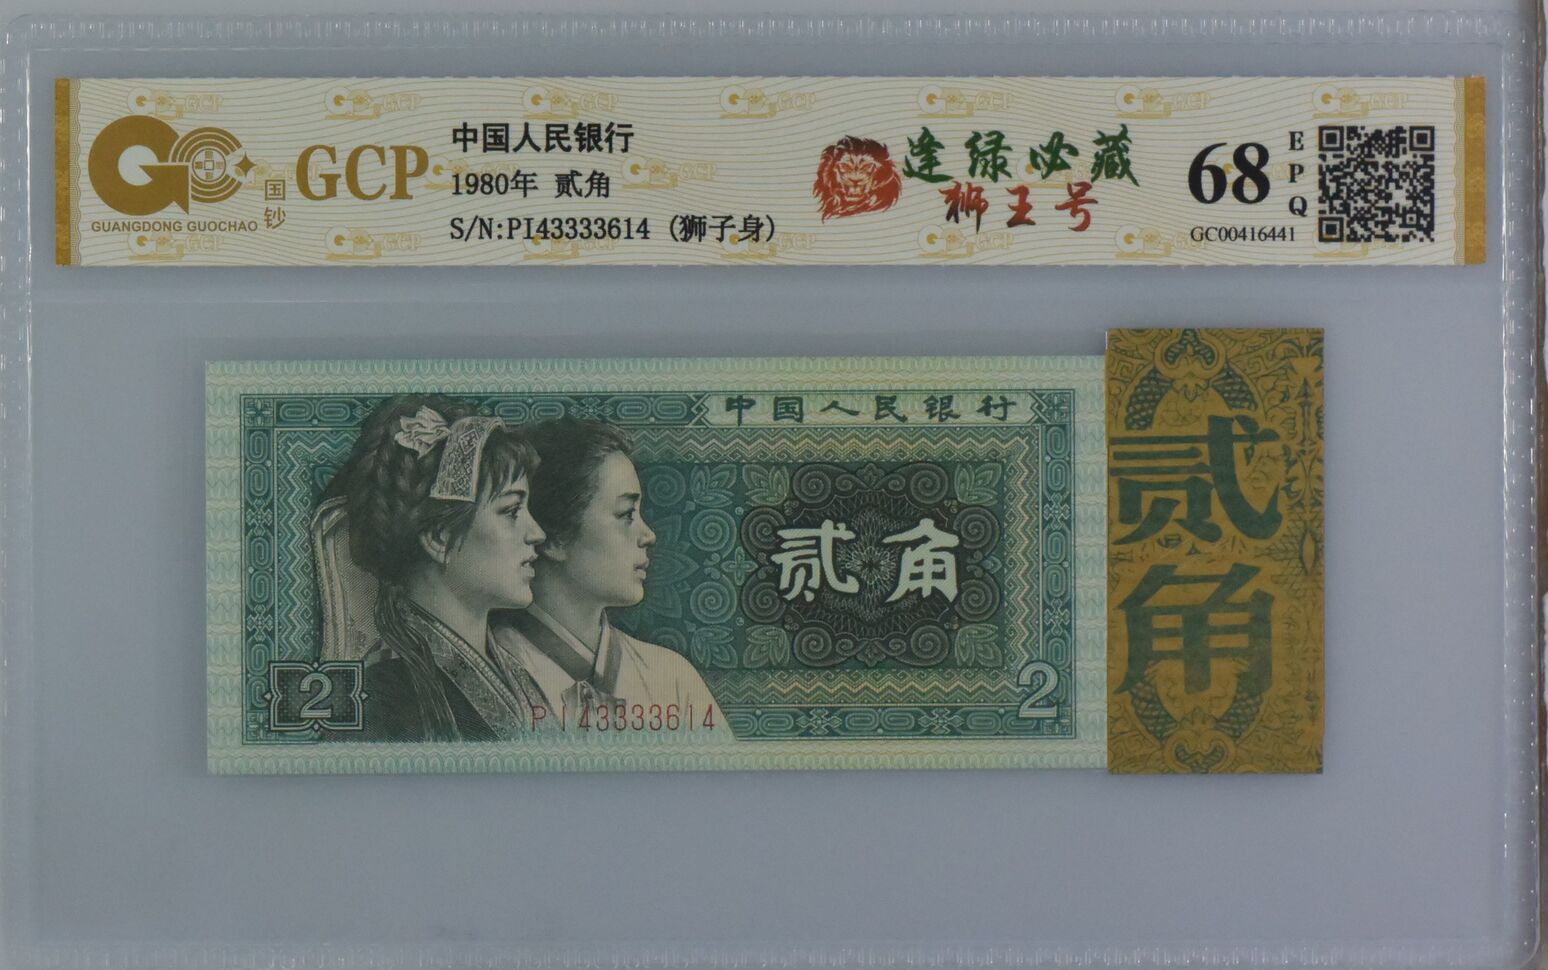 GCP
国钞
GUANGDONG GUOCHAO
中国人民银行
1980年 贰角
S/N:PI43333614 (狮子身)
逢绿必藏
狮王号
68
EPQ
GC00416441
中国人民银行
贰角
2
2
PI43333614
贰角